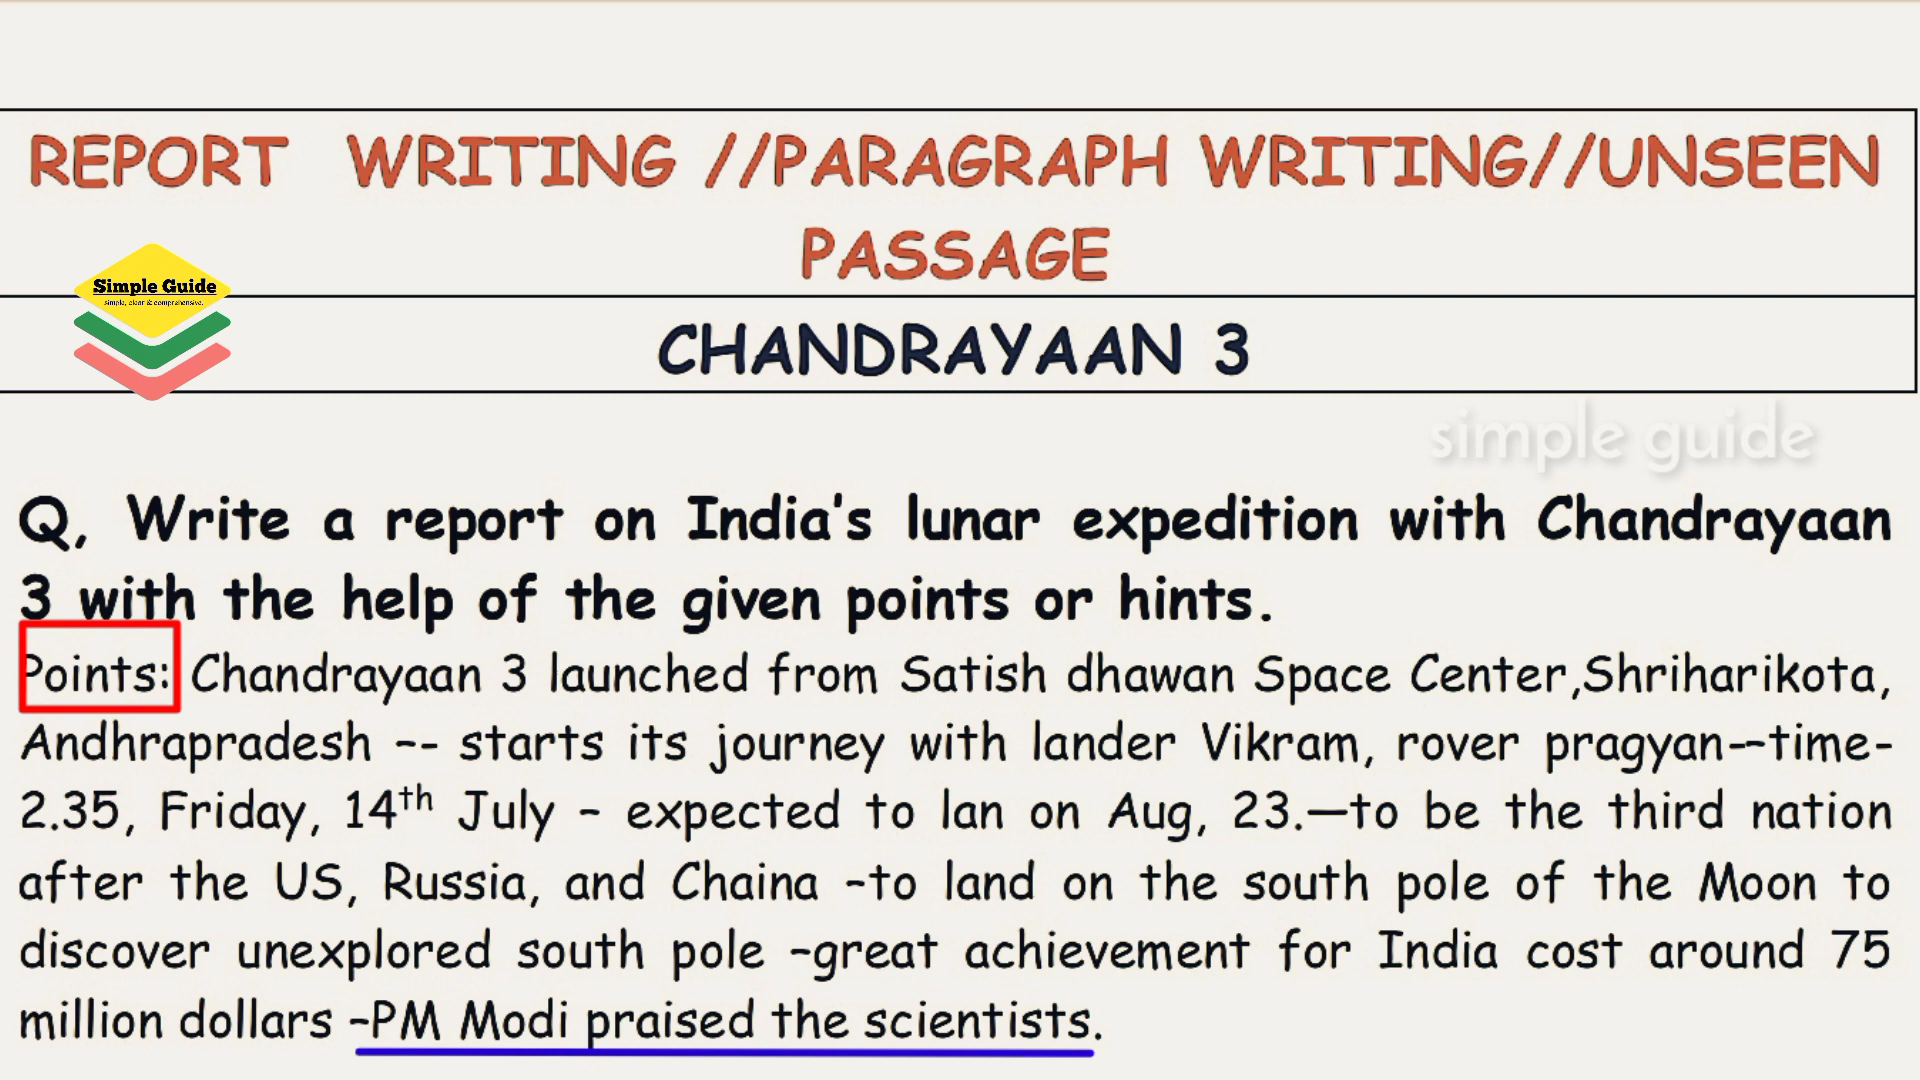 REPORT WRITING //PARAGRAPH WRITING//UNSEEN
PASSAGE
Simple Guide
simple, clear & comprehensive.
CHANDRAYAAN 3
simple guide
Q, Write a report on India's lunar expedition with Chandrayaan
3 with the help of the given points or hints.
Points: Chandrayaan 3 launched from Satish dhawan Space Center,Shriharikota,
Andhrapradesh –- starts its journey with lander Vikram, rover pragyan-–time-
2.35, Friday, 14th July – expected to lan on Aug, 23.—to be the third nation
after the US, Russia, and Chaina –to land on the south pole of the Moon to
discover unexplored south pole –great achievement for India cost around 75
million dollars –PM Modi praised the scientists.